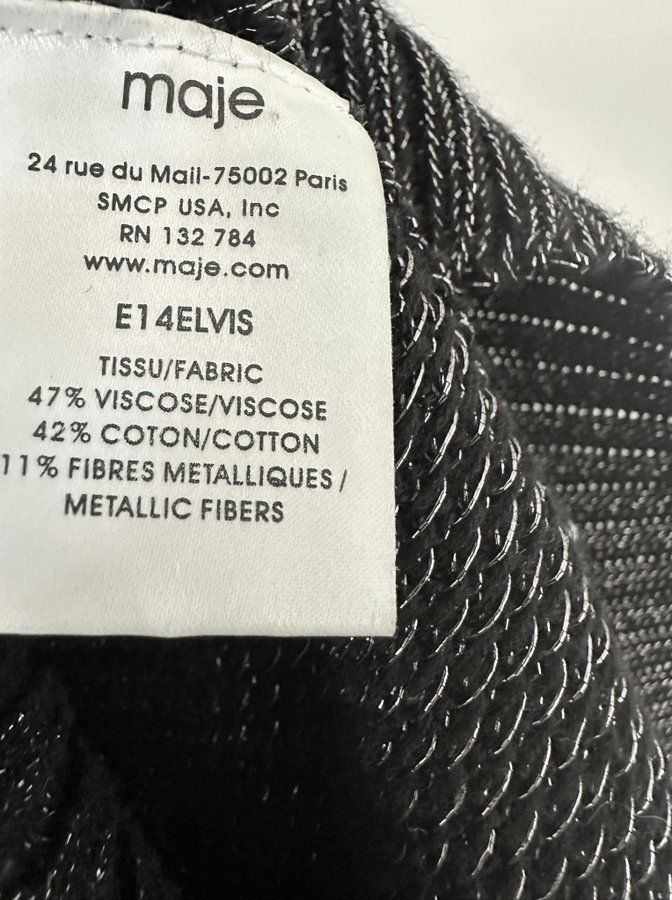 maje
24 rue du Mail-75002 Paris
SMCP USA, Inc
RN 132 784
www.maje.com
E14ELVIS
TISSU/FABRIC
47% VISCOSE/VISCOSE
42% COTON/COTTON
11% FIBRES METALLIQUES/
METALLIC FIBERS